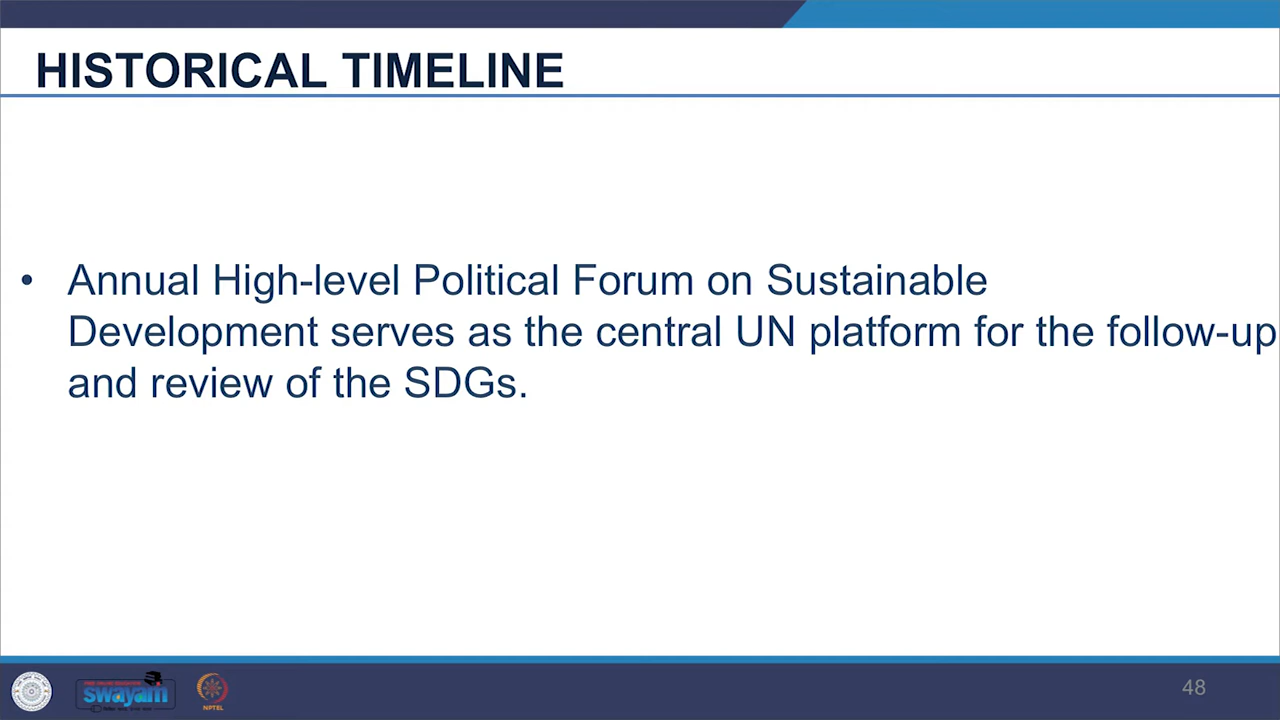 HISTORICAL TIMELINE
• Annual High-level Political Forum on Sustainable
Development serves as the central UN platform for the follow-up
and review of the SDGs.
swayam
NPTEL
48